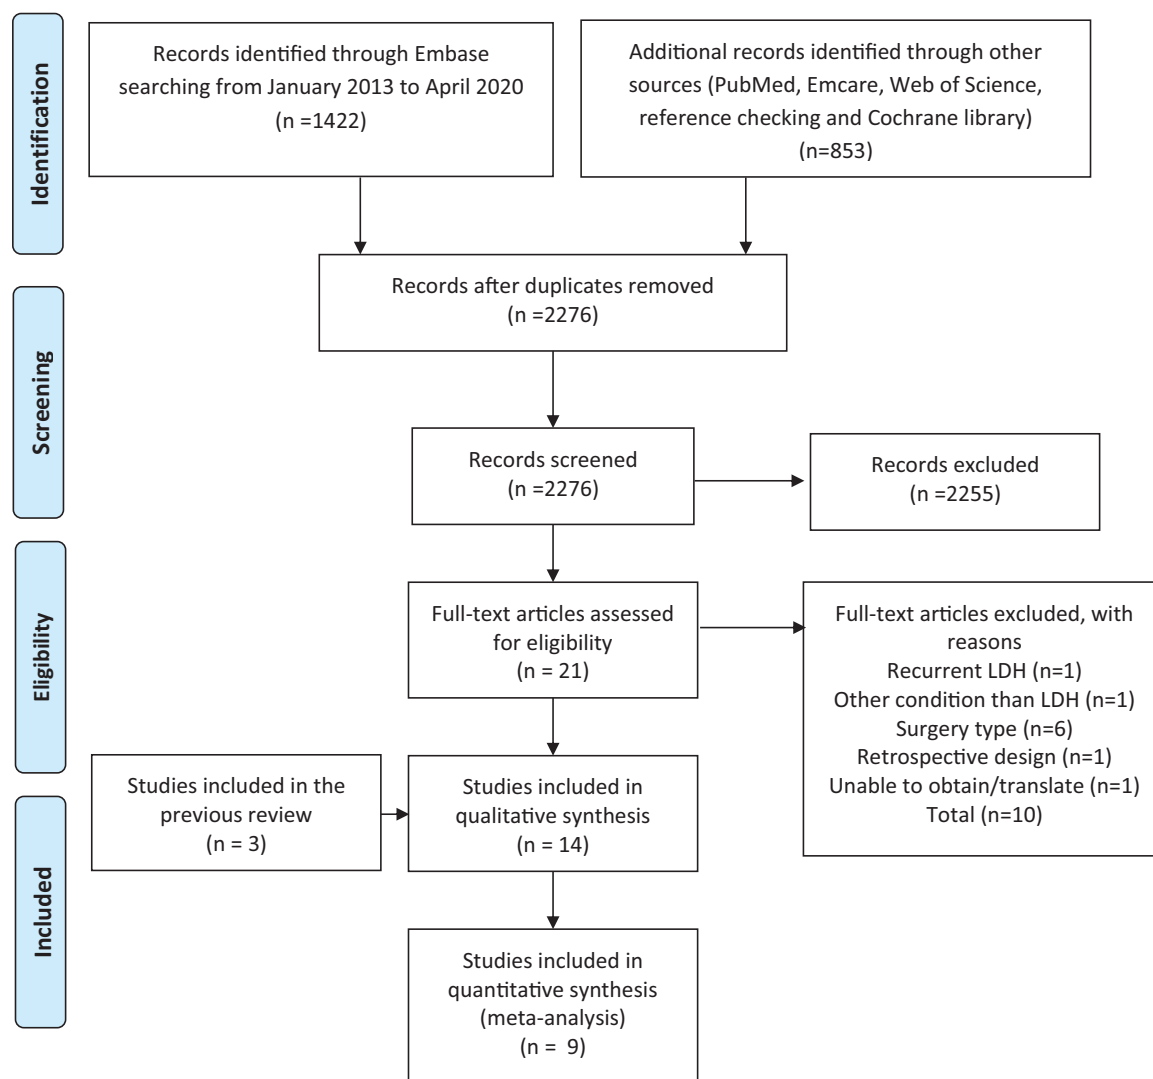 Identification
Records identified through Embase
searching from January 2013 to April 2020
(n =1422)
Additional records identified through other
sources (PubMed, Emcare, Web of Science,
reference checking and Cochrane library)
(n=853)
Records after duplicates removed
(n =2276)
Screening
Records screened
(n =2276)
Records excluded
(n =2255)
Eligibility
Full-text articles assessed
for eligibility
(n = 21)
Full-text articles excluded, with
reasons
Recurrent LDH (n=1)
Other condition than LDH (n=1)
Surgery type (n=6)
Retrospective design (n=1)
Unable to obtain/translate (n=1)
Total (n=10)
Studies included in the
previous review
(n = 3)
Studies included in
qualitative synthesis
(n = 14)
Included
Studies included in
quantitative synthesis
(meta-analysis)
(n =  9)